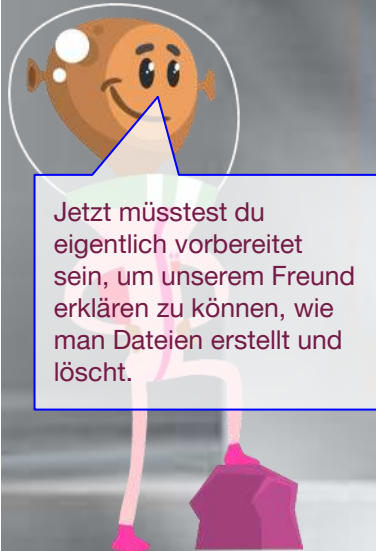 Jetzt müsstest du
eigentlich vorbereitet
sein, um unserem Freund
erklären zu können, wie
man Dateien erstellt und
löscht.